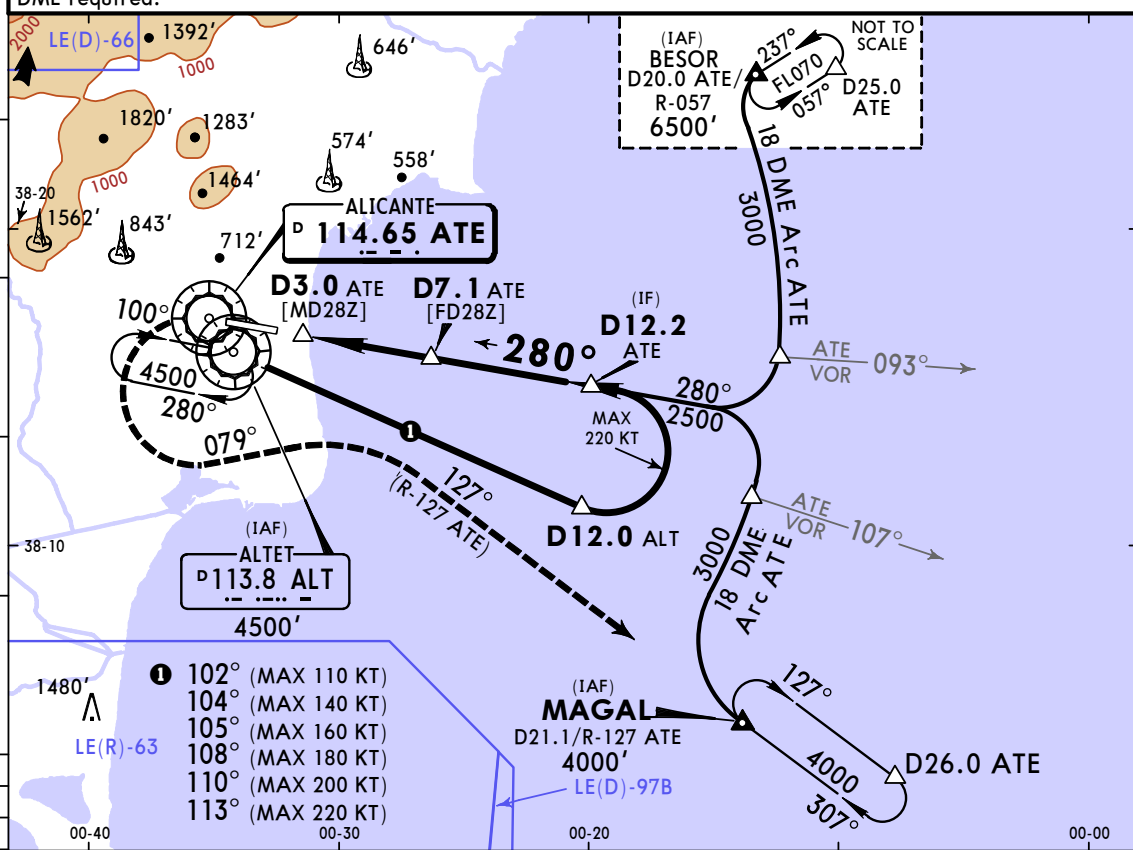 DME required.
2000
LE(D)-66
1392'
1000
646'
1820'
1283'
1000
1464'
574'
558'
38-20
1562'
843'
712'
(IAF)
BESOR
D20.0 ATE/
R-057
6500'
237°
FL070
057°
NOT TO
SCALE
D25.0
ATE
18 DME Arc ATE
3000
ALICANTE
D 114.65 ATE
D3.0 ATE
[MD28Z]
D7.1 ATE
[FD28Z]
(IF)
D12.2
ATE
280°
100°
4500
280°
079°
280°
2500
MAX
220 KT
ATE
VOR
093°
1
127°
(R-127 ATE)
D12.0 ALT
ATE
VOR
107°
3000
18 DME
Arc ATE
38-10
(IAF)
ALTET
D 113.8 ALT
4500'
1 102° (MAX 110 KT)
104° (MAX 140 KT)
105° (MAX 160 KT)
108° (MAX 180 KT)
110° (MAX 200 KT)
113° (MAX 220 KT)
1480'
LE(R)-63
(IAF)
MAGAL
D21.1/R-127 ATE
4000'
LE(D)-97B
127°
4000
307°
D26.0 ATE
00-40
00-30
00-20
00-00